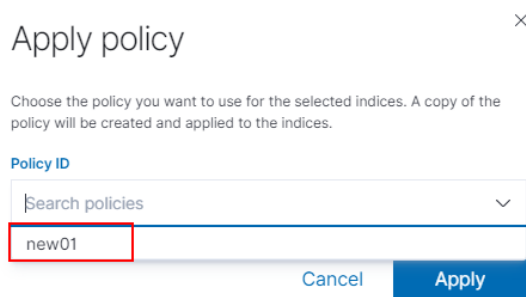 Apply policy
Choose the policy you want to use for the selected indices. A copy of the
policy will be created and applied to the indices.
Policy ID
Search policies
new01
Cancel Apply